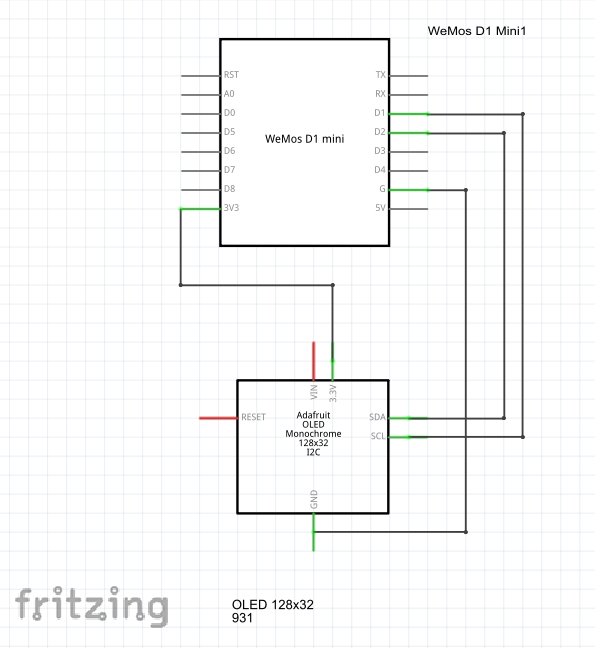 WeMos D1 Mini1
RST
TX
A0
RX
D0
D1
D5
D2
WeMos D1 mini
D6
D3
D7
D4
D8
G
3V3
5V
VIN
3.3V
RESET
Adafruit
OLED
Monochrome
128x32
I2C
SDA
SCL
GND
fritzing
OLED 128x32
931